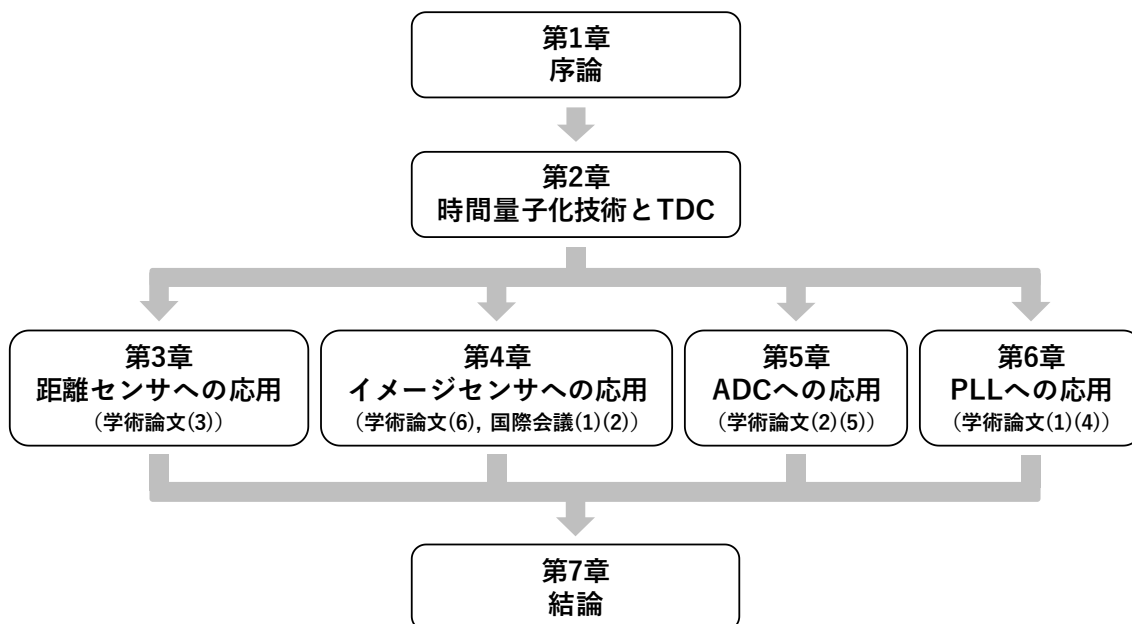 第1章
序論
第2章
時間量子化技術とTDC
第3章
距離センサへの応用
（学術論文(3)）
第4章
イメージセンサへの応用
（学術論文(6), 国際会議(1)(2)）
第5章
ADCへの応用
（学術論文(2)(5)）
第6章
PLLへの応用
（学術論文(1)(4)）
第7章
結論